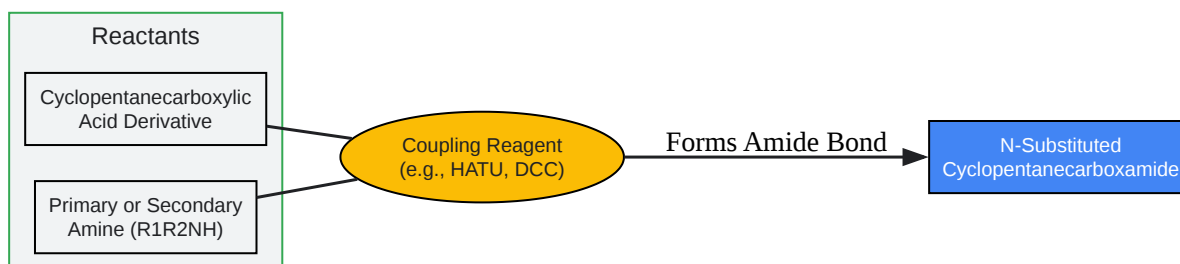 Reactants
Cyclopentanecarboxylic
Acid Derivative
Primary or Secondary
Amine (R1R2NH)
Coupling Reagent
(e.g., HATU, DCC)
Forms Amide Bond
N-Substituted
Cyclopentanecarboxamide